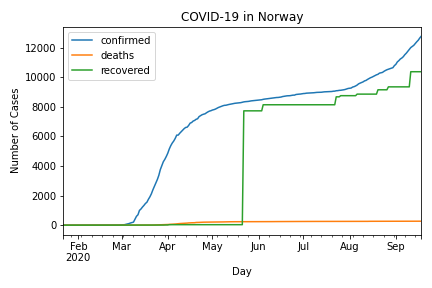 COVID-19 in Norway
confirmed
deaths
recovered
Number of Cases
12000
10000
8000
6000
4000
2000
0
Feb Mar Apr May Jun Jul Aug Sep
2020
Day